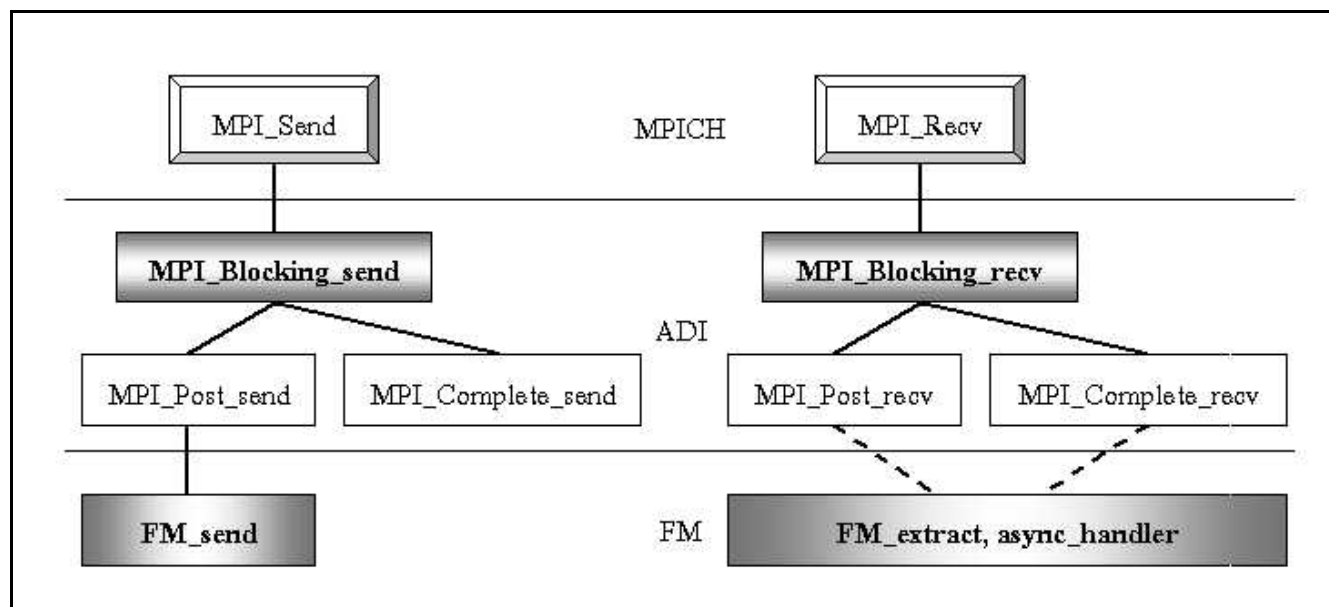 MPI_Send
MPICH
MPI_Recv
MPI_Blocking_send
MPI_Blocking_recv
ADI
MPI_Post_send
MPI_Complete_send
MPI_Post_recv
MPI_Complete_recv
FM_send
FM
FM_extract, async_handler